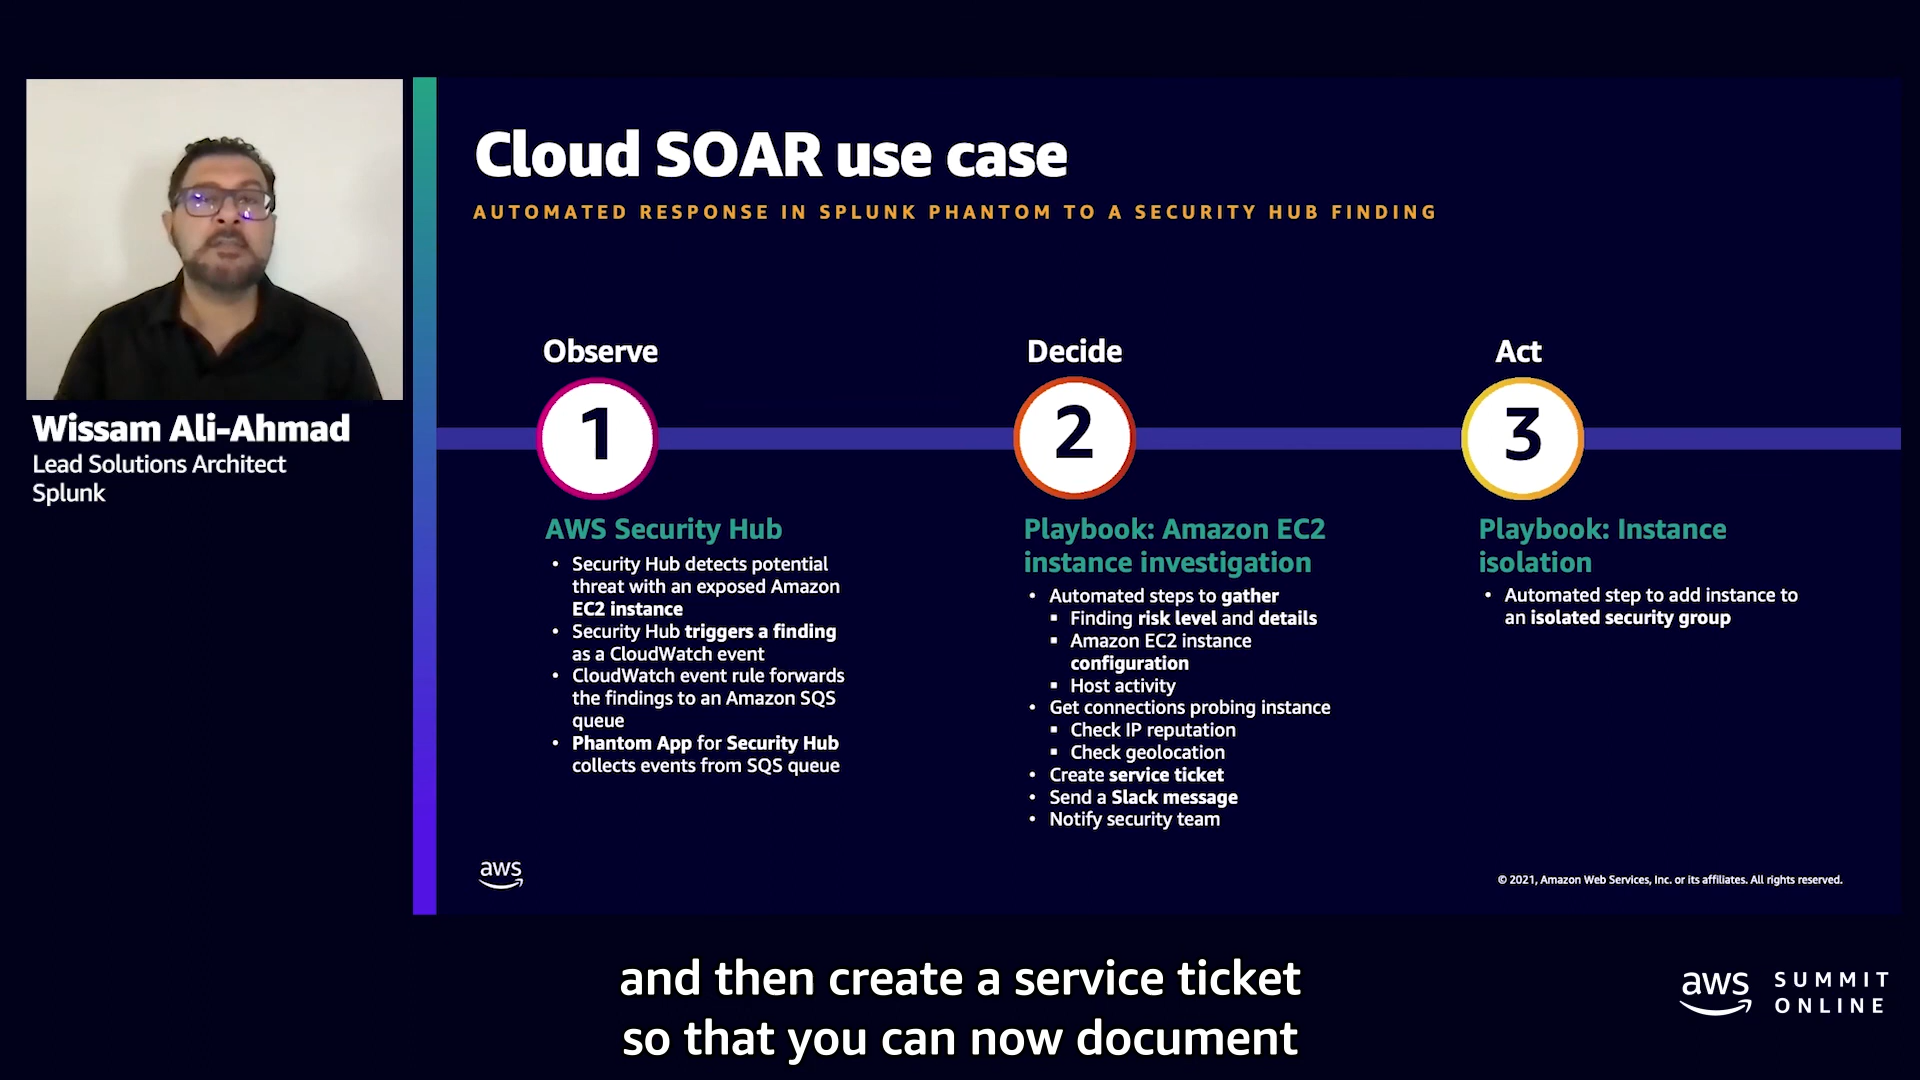 Cloud SOAR use case
AUTOMATED RESPONSE IN SPLUNK PHANTOM TO A SECURITY HUB FINDING
Wissam Ali-Ahmad
Lead Solutions Architect
Splunk
Observe
1
AWS Security Hub
• Security Hub detects potential
threat with an exposed Amazon
EC2 instance
• Security Hub triggers a finding
as a CloudWatch event
• CloudWatch event rule forwards
the findings to an Amazon SQS
queue
• Phantom App for Security Hub
collects events from SQS queue
Decide
2
Playbook: Amazon EC2
instance investigation
• Automated steps to gather
▪ Finding risk level and details
▪ Amazon EC2 instance
configuration
▪ Host activity
• Get connections probing instance
▪ Check IP reputation
▪ Check geolocation
• Create service ticket
• Send a Slack message
• Notify security team
Act
3
Playbook: Instance
isolation
• Automated step to add instance to
an isolated security group
aws
© 2021, Amazon Web Services, Inc. or its affiliates. All rights reserved.
and then create a service ticket
so that you can now document
aws SUMMIT
ONLINE